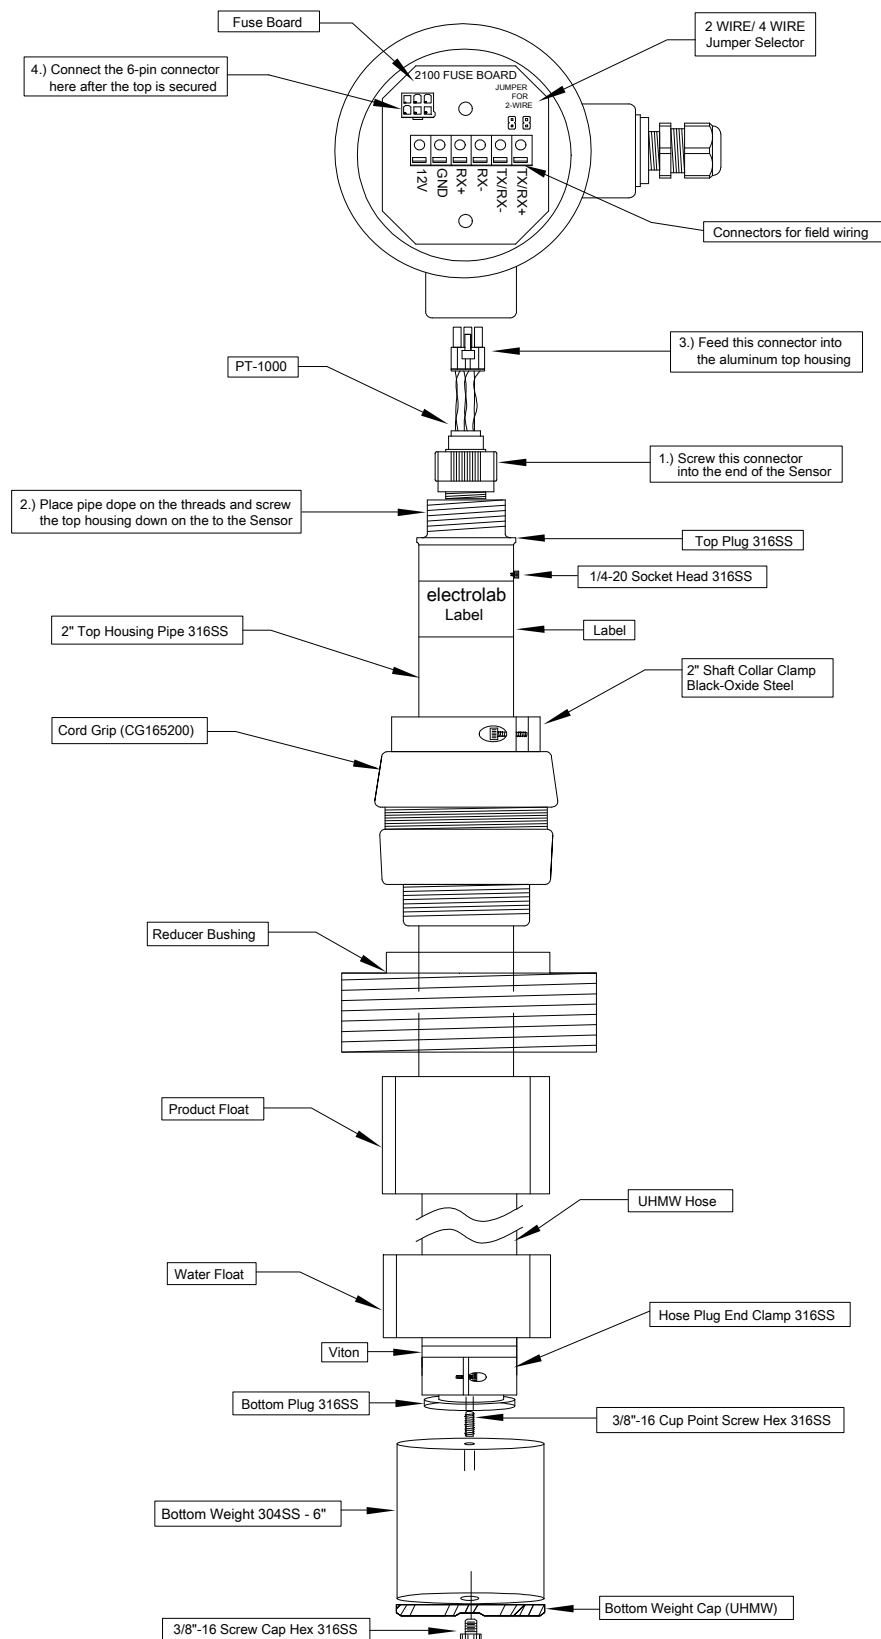 Fuse Board
2 WIRE/ 4 WIRE
Jumper Selector
4.) Connect the 6-pin connector
here after the top is secured
2100 FUSE BOARD
JUMPER
FOR
2-WIRE
12V
GND
RX+
RX-
TX/RX-
TX/RX+
Connectors for field wiring
3.) Feed this connector into
the aluminum top housing
PT-1000
1.) Screw this connector
into the end of the Sensor
2.) Place pipe dope on the threads and screw
the top housing down on the to the Sensor
Top Plug 316SS
1/4-20 Socket Head 316SS
electrolab
Label
2" Top Housing Pipe 316SS
Label
2" Shaft Collar Clamp
Black-Oxide Steel
Cord Grip (CG165200)
Reducer Bushing
Product Float
UHMW Hose
Water Float
Hose Plug End Clamp 316SS
Viton
Bottom Plug 316SS
3/8"-16 Cup Point Screw Hex 316SS
Bottom Weight 304SS - 6"
Bottom Weight Cap (UHMW)
3/8"-16 Screw Cap Hex 316SS